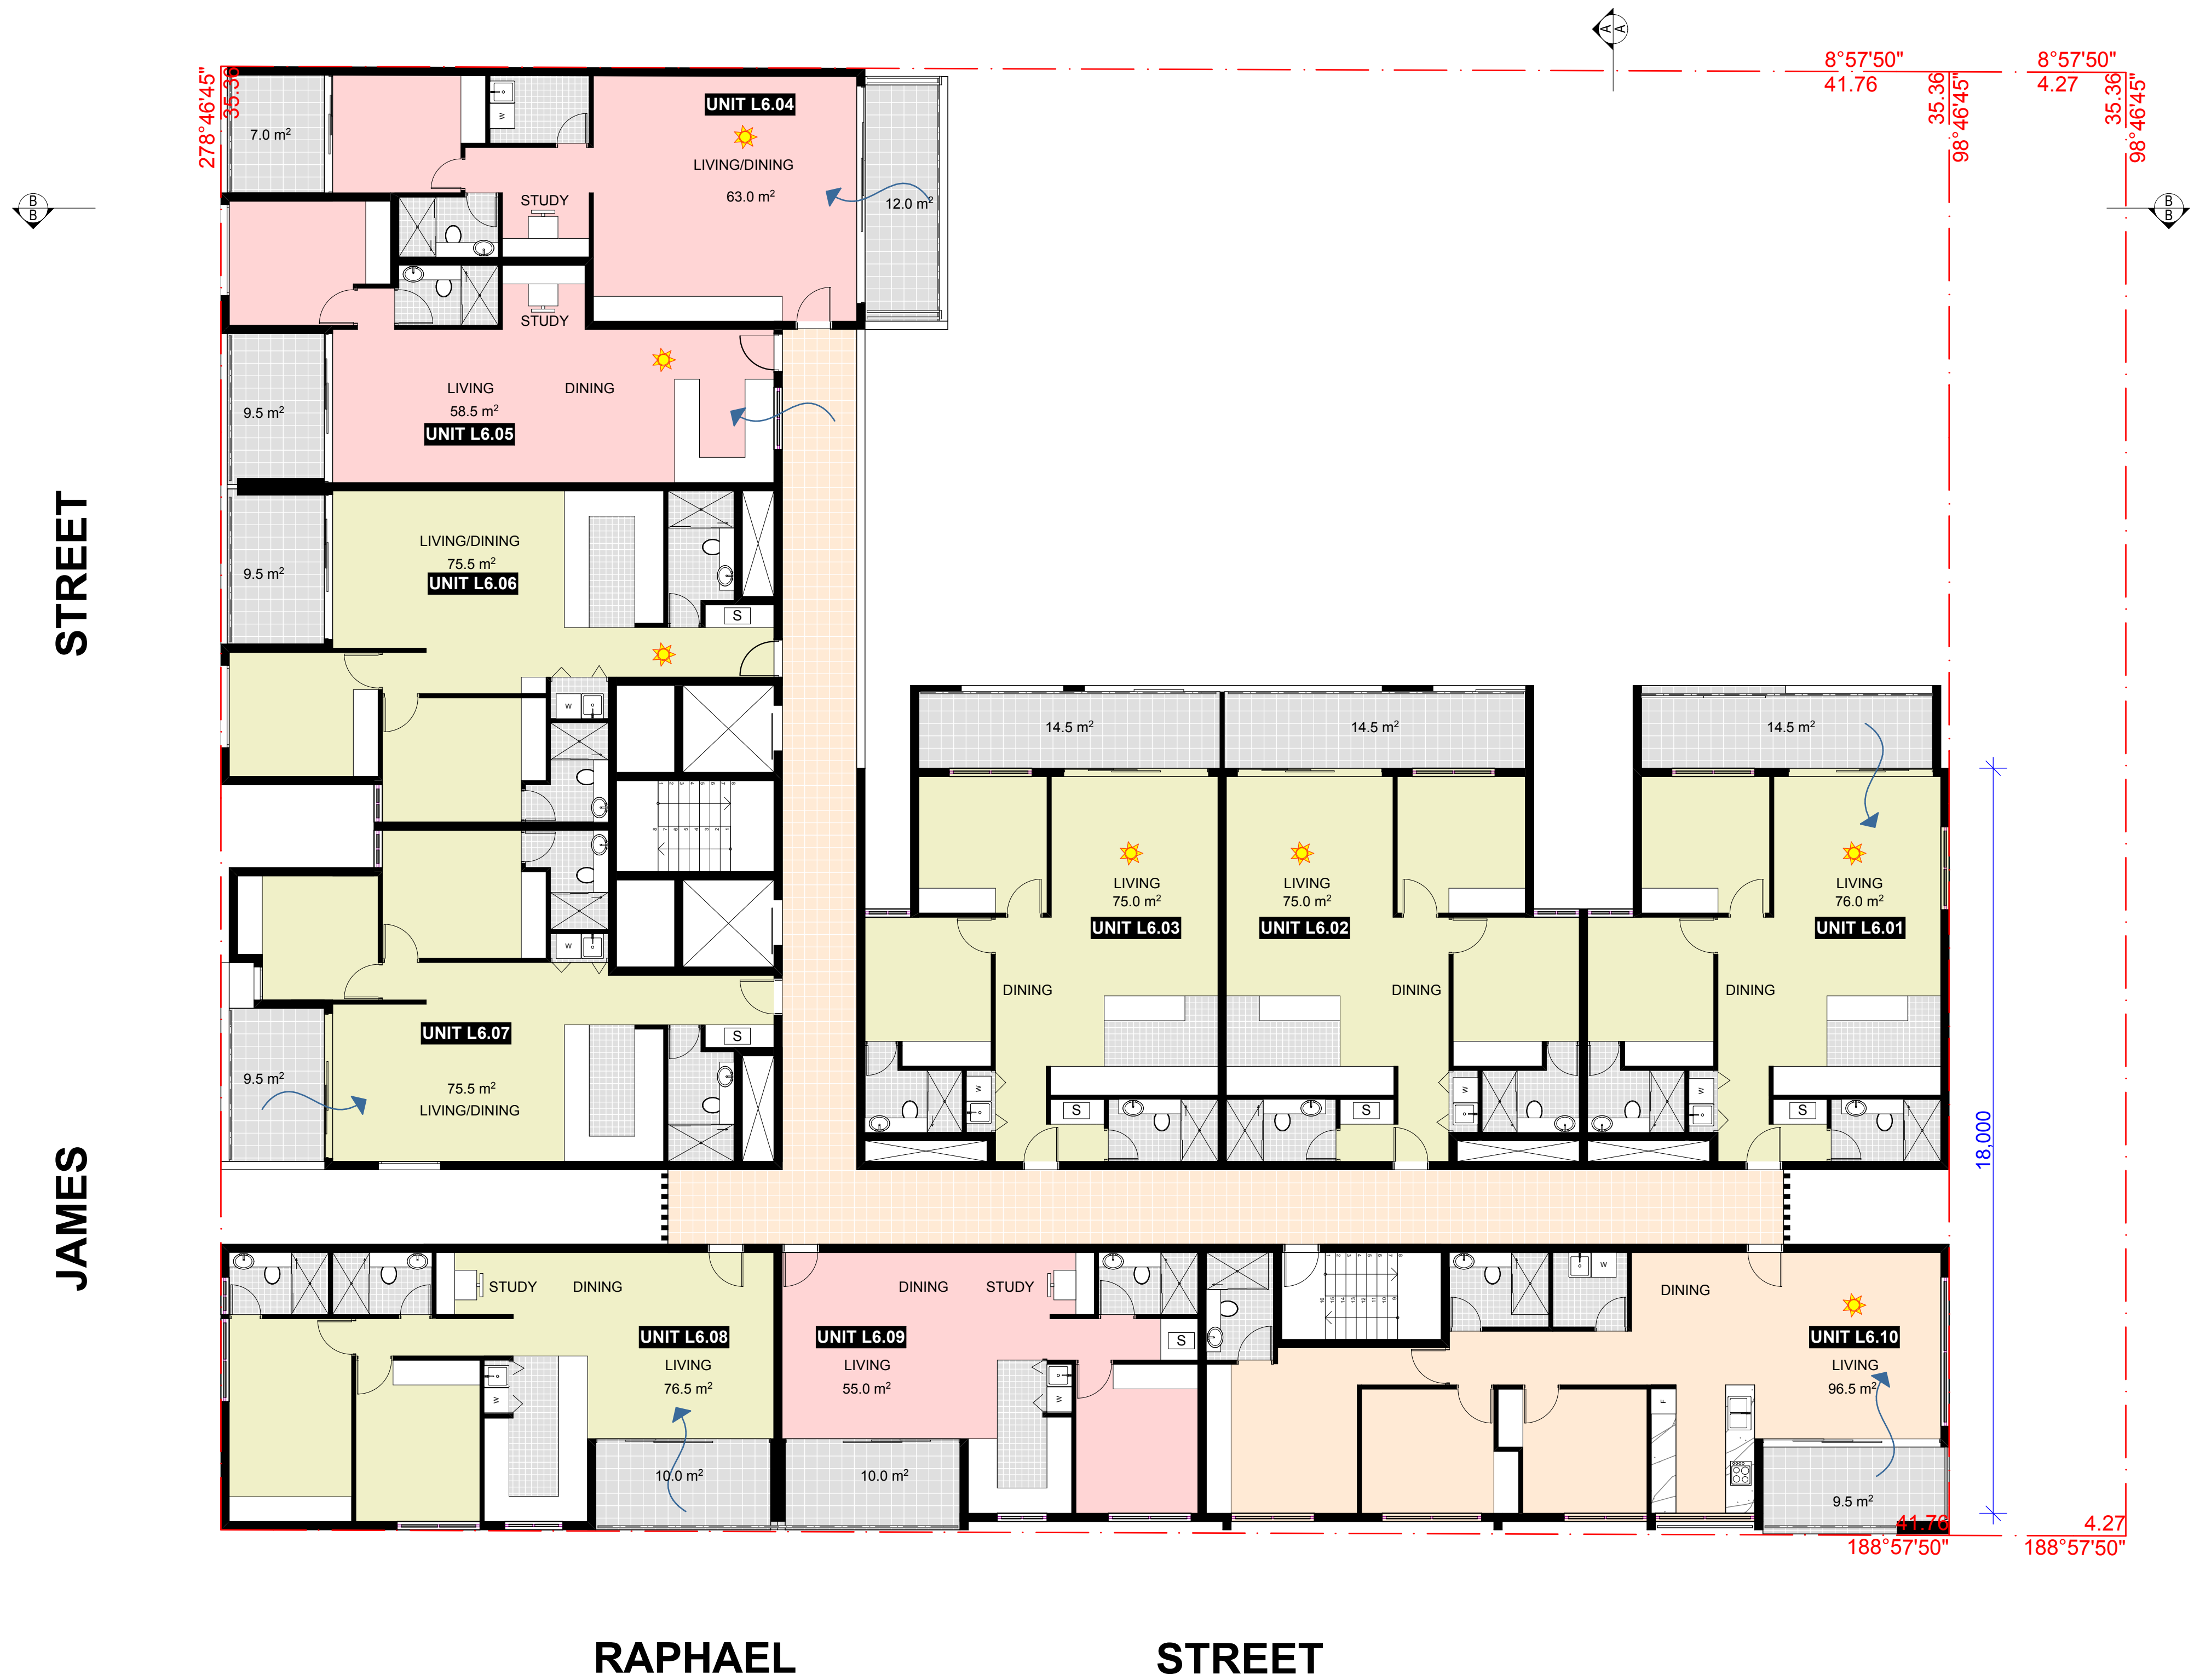 A
A
8°57'50"
41.76
8°57'50"
4.27
278°46'45"
35.36
35.36
98°46'45"
35.36
98°46'45"
B
B
B
B
7.0 m²
W
UNIT L6.04
LIVING/DINING
63.0 m²
12.0 m²
STUDY
STUDY
LIVING
DINING
58.5 m²
UNIT L6.05
9.5 m²
LIVING/DINING
75.5 m²
UNIT L6.06
9.5 m²
S
W
STREET
JAMES
14.5 m²
14.5 m²
14.5 m²
LIVING
75.0 m²
UNIT L6.03
DINING
LIVING
75.0 m²
UNIT L6.02
DINING
LIVING
76.0 m²
UNIT L6.01
DINING
W
UNIT L6.07
S
9.5 m²
75.5 m²
LIVING/DINING
W
S
W
S
W
S
18,000
STUDY
DINING
UNIT L6.08
LIVING
76.5 m²
W
10.0 m²
DINING
STUDY
UNIT L6.09
LIVING
55.0 m²
S
W
10.0 m²
W
DINING
UNIT L6.10
LIVING
96.5 m²
F
9.5 m²
41.76
188°57'50"
4.27
188°57'50"
RAPHAEL STREET